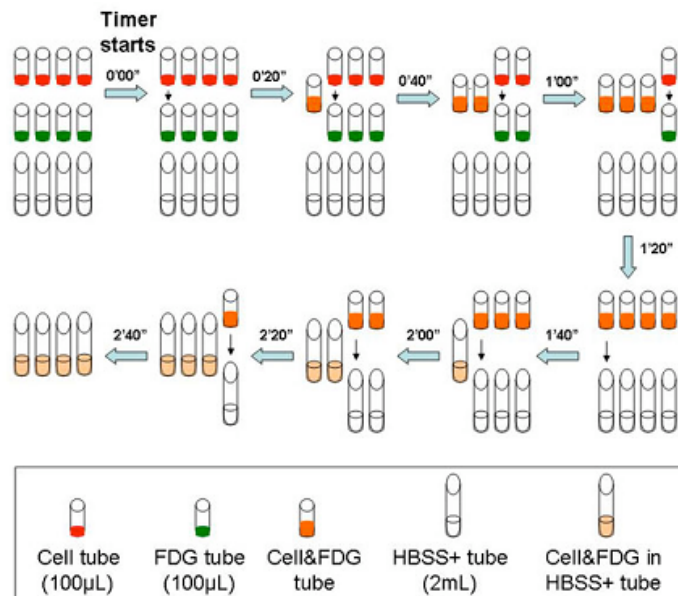 Timer
starts
0'00”
0'20”
0'40”
1'00”
1'20”
2'40”
2'20”
2'00”
1'40”
Cell tube
(100µL)
FDG tube
(100µL)
Cell&FDG
tube
HBSS+ tube
(2mL)
Cell&FDG in
HBSS+ tube